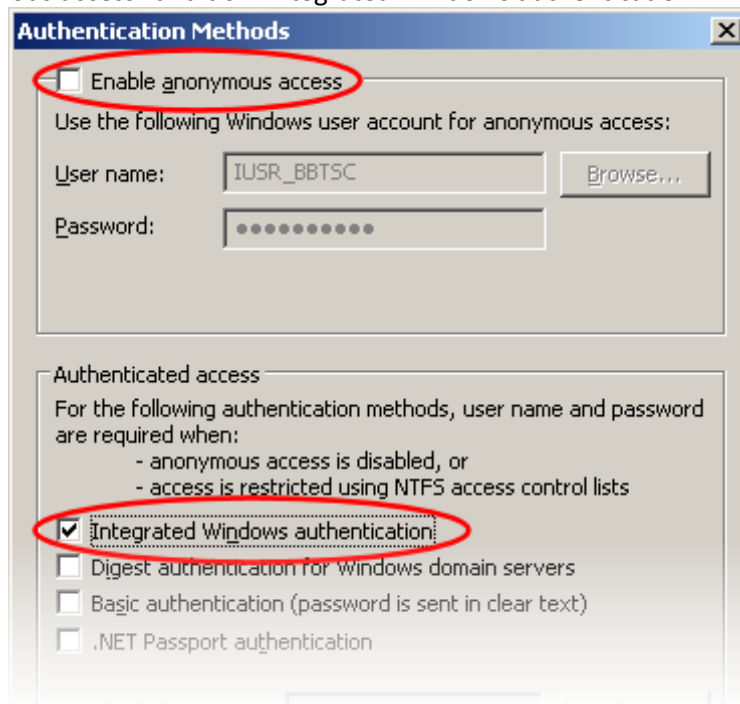 Authentication Methods
Enable anonymous access
Use the following Windows user account for anonymous access:
User name: IUSR_BBTSC Browse...
Password: ●●●●●●●●●●
Authenticated access
For the following authentication methods, user name and password
are required when:
- anonymous access is disabled, or
- access is restricted using NTFS access control lists
Integrated Windows authentication
Digest authentication for Windows domain servers
Basic authentication (password is sent in clear text)
.NET Passport authentication